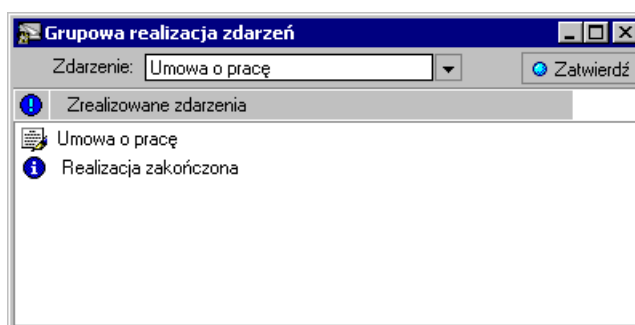 Grupowa realizacja zdarzeń
Zdarzenie: Umowa o pracę Zatwierdź
Zrealizowane zdarzenia
Umowa o pracę
Realizacja zakończona